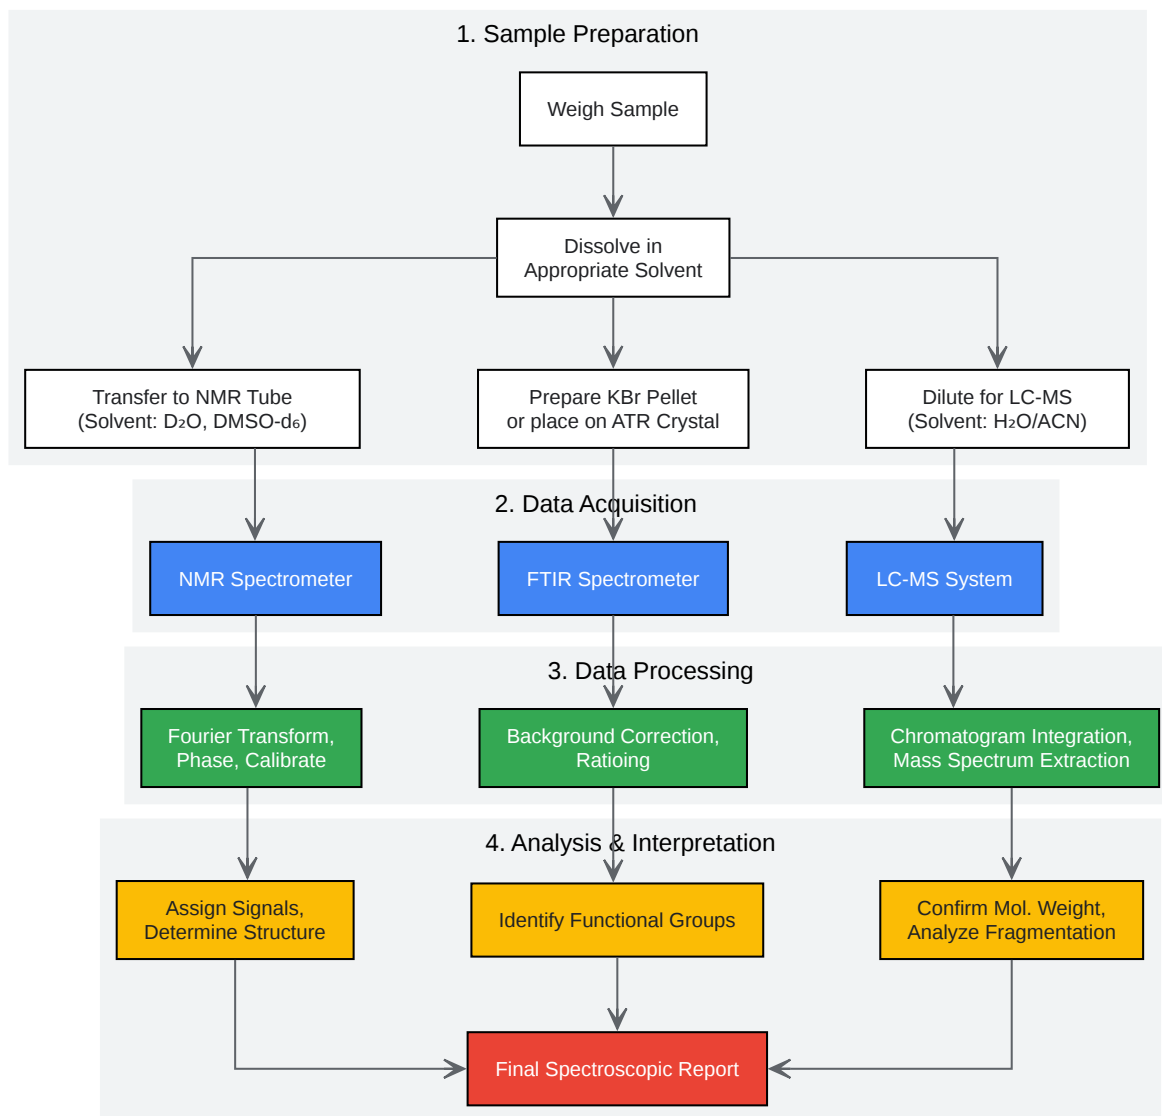 1. Sample Preparation
Weigh Sample
Dissolve in
Appropriate Solvent
Transfer to NMR Tube
(Solvent: D₂O, DMSO-d₆)
Prepare KBr Pellet
or place on ATR Crystal
Dilute for LC-MS
(Solvent: H₂O/ACN)
2. Data Acquisition
NMR Spectrometer
FTIR Spectrometer
LC-MS System
3. Data Processing
Fourier Transform,
Phase, Calibrate
Background Correction,
Ratioing
Chromatogram Integration,
Mass Spectrum Extraction
4. Analysis & Interpretation
Assign Signals,
Determine Structure
Identify Functional Groups
Confirm Mol. Weight,
Analyze Fragmentation
Final Spectroscopic Report